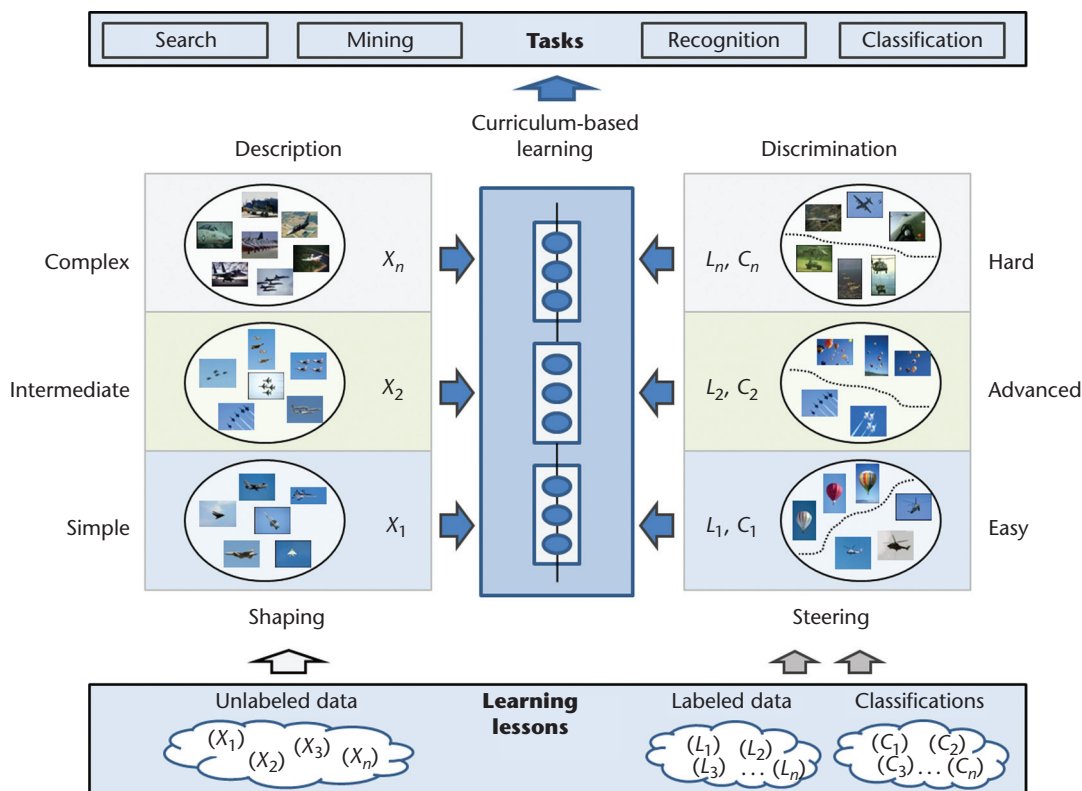 Search
Mining
Tasks
Recognition
Classification
Curriculum-based
learning
Description
Discrimination
Complex
Xn
Ln, Cn
Hard
Intermediate
X2
L2, C2
Advanced
Simple
X1
L1, C1
Easy
Shaping
Steering
Unlabeled data
Learning
lessons
Labeled data
Classifications
(X1)
(X2)
(X3)
(Xn)
(L1)
(L2)
(L3)
... (Ln)
(C1)
(C2)
(C3)... (Cn)